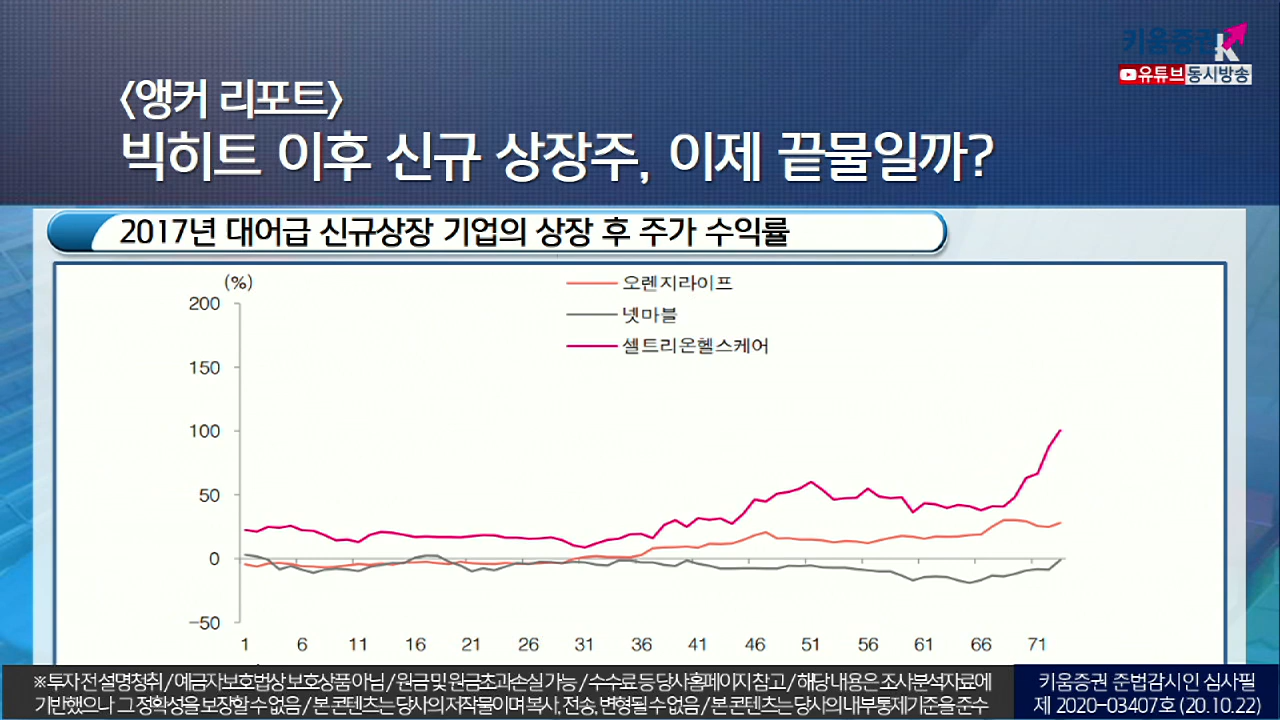 키움증권
유튜브 동시방송
<앵커 리포트>
빅히트 이후 신규 상장주, 이제 끝물일까?
2017년 대어급 신규상장 기업의 상장 후 주가 수익률
(%)
오렌지라이프
넷마블
셀트리온헬스케어
200
150
100
50
0
-50
1 6 11 16 21 26 31 36 41 46 51 56 61 66 71
※투자 전 설명청취 / 예금자보호법상 보호상품 아님 / 원금 및 원금초과손실 가능 / 수수료 등 당사홈페이지 참고 / 해당 내용은 조사분석자료에
기반했으나 그 정확성을 보장할 수 없음 / 본 콘텐츠는 당사의 저작물이며 복사, 전송, 변형될 수 없음 / 본 콘텐츠는 당사의 내부통제기준을 준수
키움증권 준법감시인 심사필
제 2020-03407호 (20.10.22)